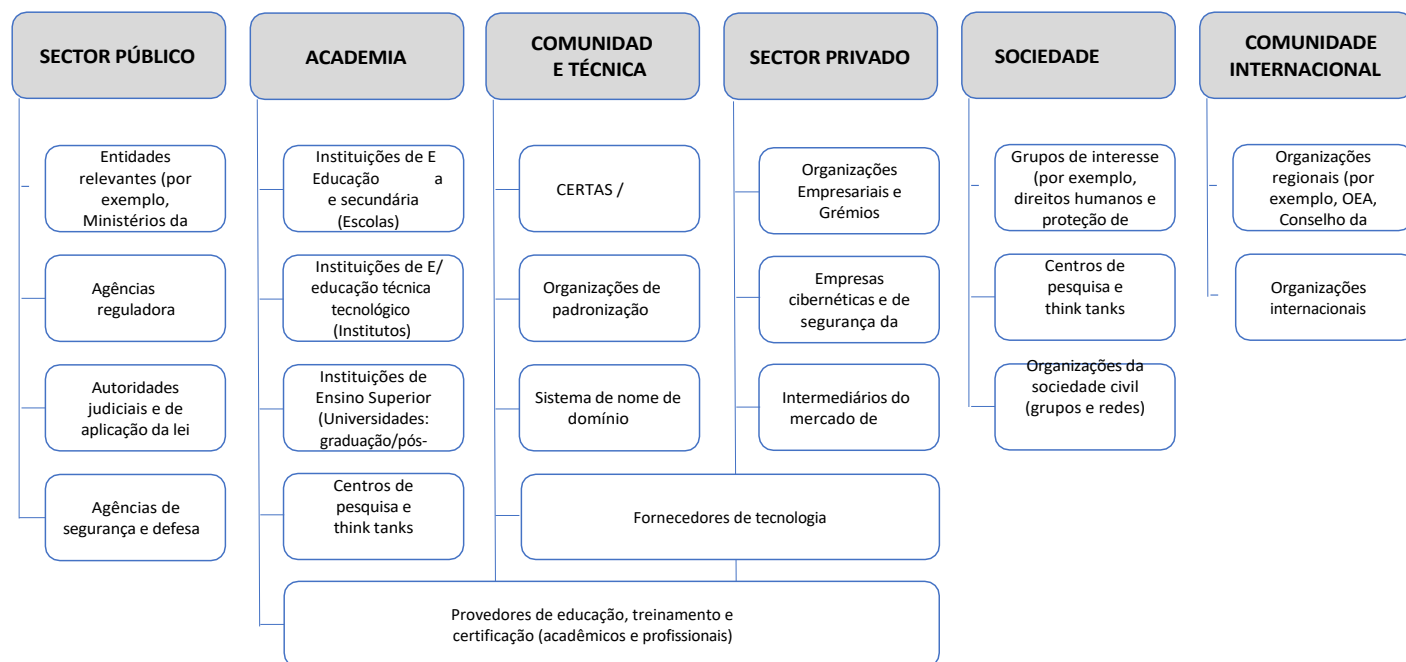 SECTOR PÚBLICO
ACADEMIA
COMUNIDAD
E TÉCNICA
SECTOR PRIVADO
SOCIEDADE
COMUNIDADE
INTERNACIONAL
Entidades
relevantes (por
exemplo,
Ministérios da
Agências
reguladora
Autoridades
judiciais e de
aplicação da lei
Agências de
segurança e defesa
Instituições de E
Educação a
e secundária
(Escolas)
Instituições de E/
educação técnica
tecnológico
(Institutos)
Instituições de
Ensino Superior
(Universidades:
graduação/pós-
Centros de
pesquisa e
think tanks
CERTAS /
Organizações de
padronização
Sistema de nome de
domínio
Organizações
Empresariais e
Grémios
Empresas
cibernéticas e de
segurança da
Intermediários do
mercado de
Fornecedores de tecnologia
Provedores de educação, treinamento e
certificação (acadêmicos e profissionais)
Grupos de interesse
(por exemplo,
direitos humanos e
proteção de
Centros de
pesquisa e
think tanks
Organizações da
sociedade civil
(grupos e redes)
Organizações
regionais (por
exemplo, OEA,
Conselho da
Organizações
internacionais